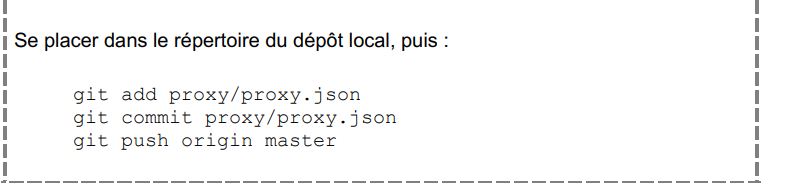 Se placer dans le répertoire du dépôt local, puis :
git add proxy/proxy.json
git commit proxy/proxy.json
git push origin master